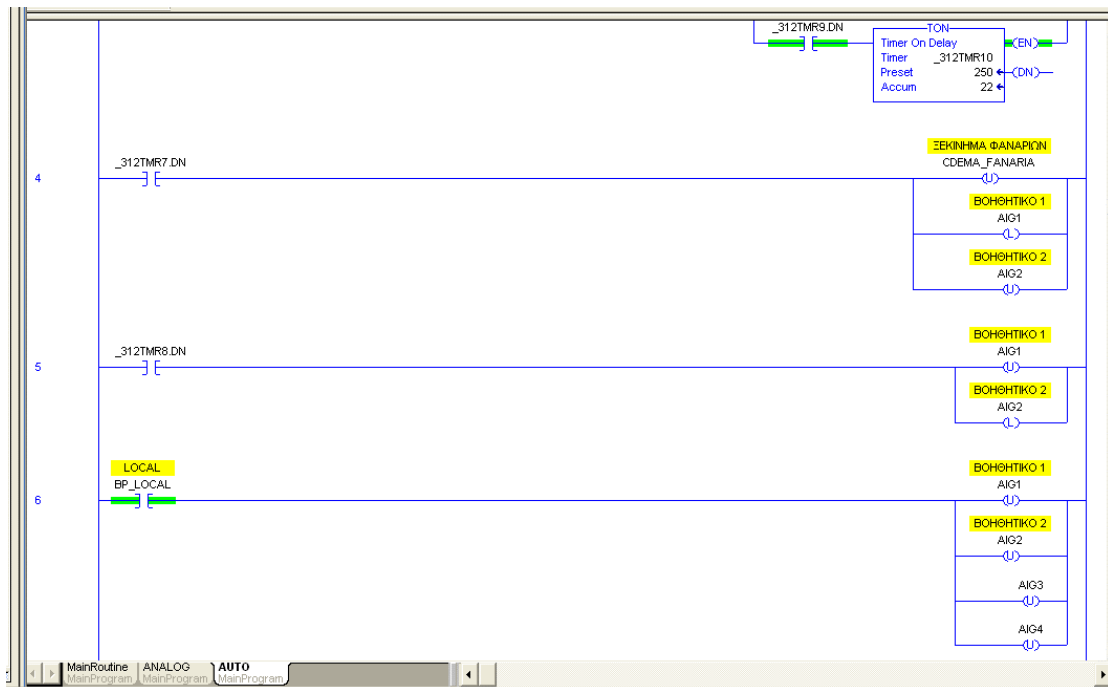 _312TMR9.DN
TON
Timer On Delay
Timer _312TMR10
Preset 250
Accum 22
(EN)
(DN)
ΞΕΚΙΝΗΜΑ ΦΑΝΑΡΙΩΝ
_312TMR7.DN
CDEMA_FANARIA
4
(U)
ΒΟΗΘΗΤΙΚΟ 1
AIG1
(L)
ΒΟΗΘΗΤΙΚΟ 2
AIG2
(U)
ΒΟΗΘΗΤΙΚΟ 1
_312TMR8.DN
AIG1
5
(U)
ΒΟΗΘΗΤΙΚΟ 2
AIG2
(L)
LOCAL
ΒΟΗΘΗΤΙΚΟ 1
BP_LOCAL
AIG1
6
(U)
ΒΟΗΘΗΤΙΚΟ 2
AIG2
(U)
AIG3
(U)
AIG4
(U)
MainRoutine ANALOG AUTO
MainProgram MainProgram MainProgram